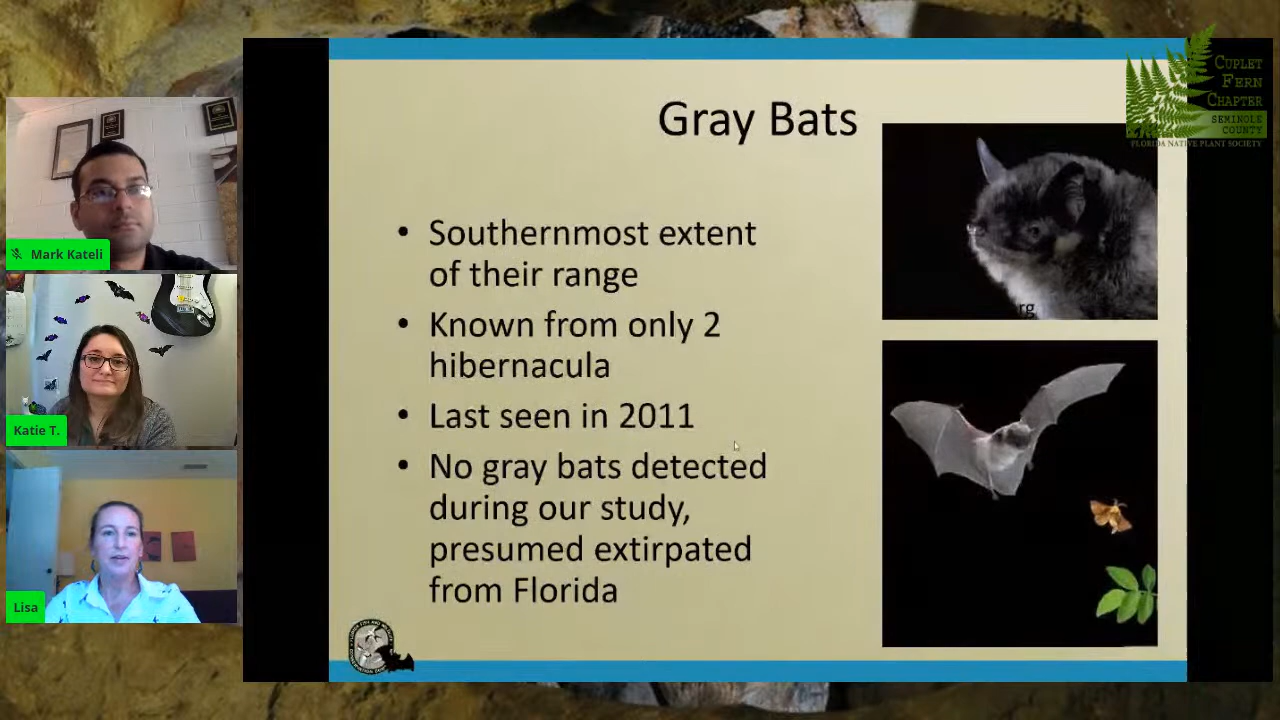 Gray Bats
CUPLET
FERN
CHAPTER
SEMINOLE
COUNTY
FLORIDA NATIVE PLANT SOCIETY
• Southernmost extent
of their range
• Known from only 2
hibernacula
• Last seen in 2011
• No gray bats detected
during our study,
presumed extirpated
from Florida
rg
Mark Kateli
Katie T.
Lisa